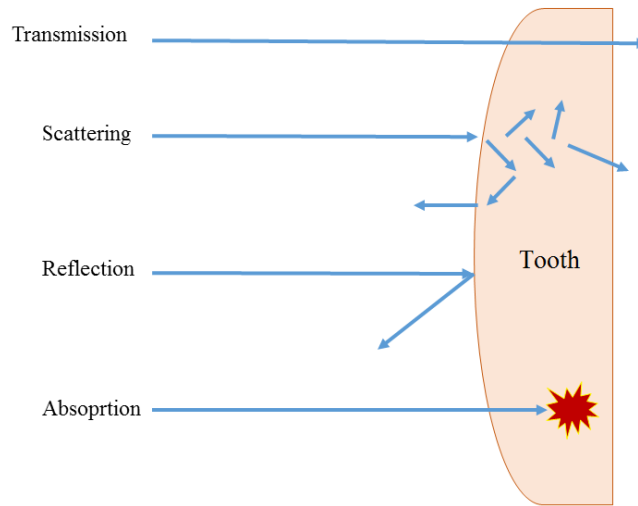 Transmission
Scattering
Reflection
Tooth
Absoprtion